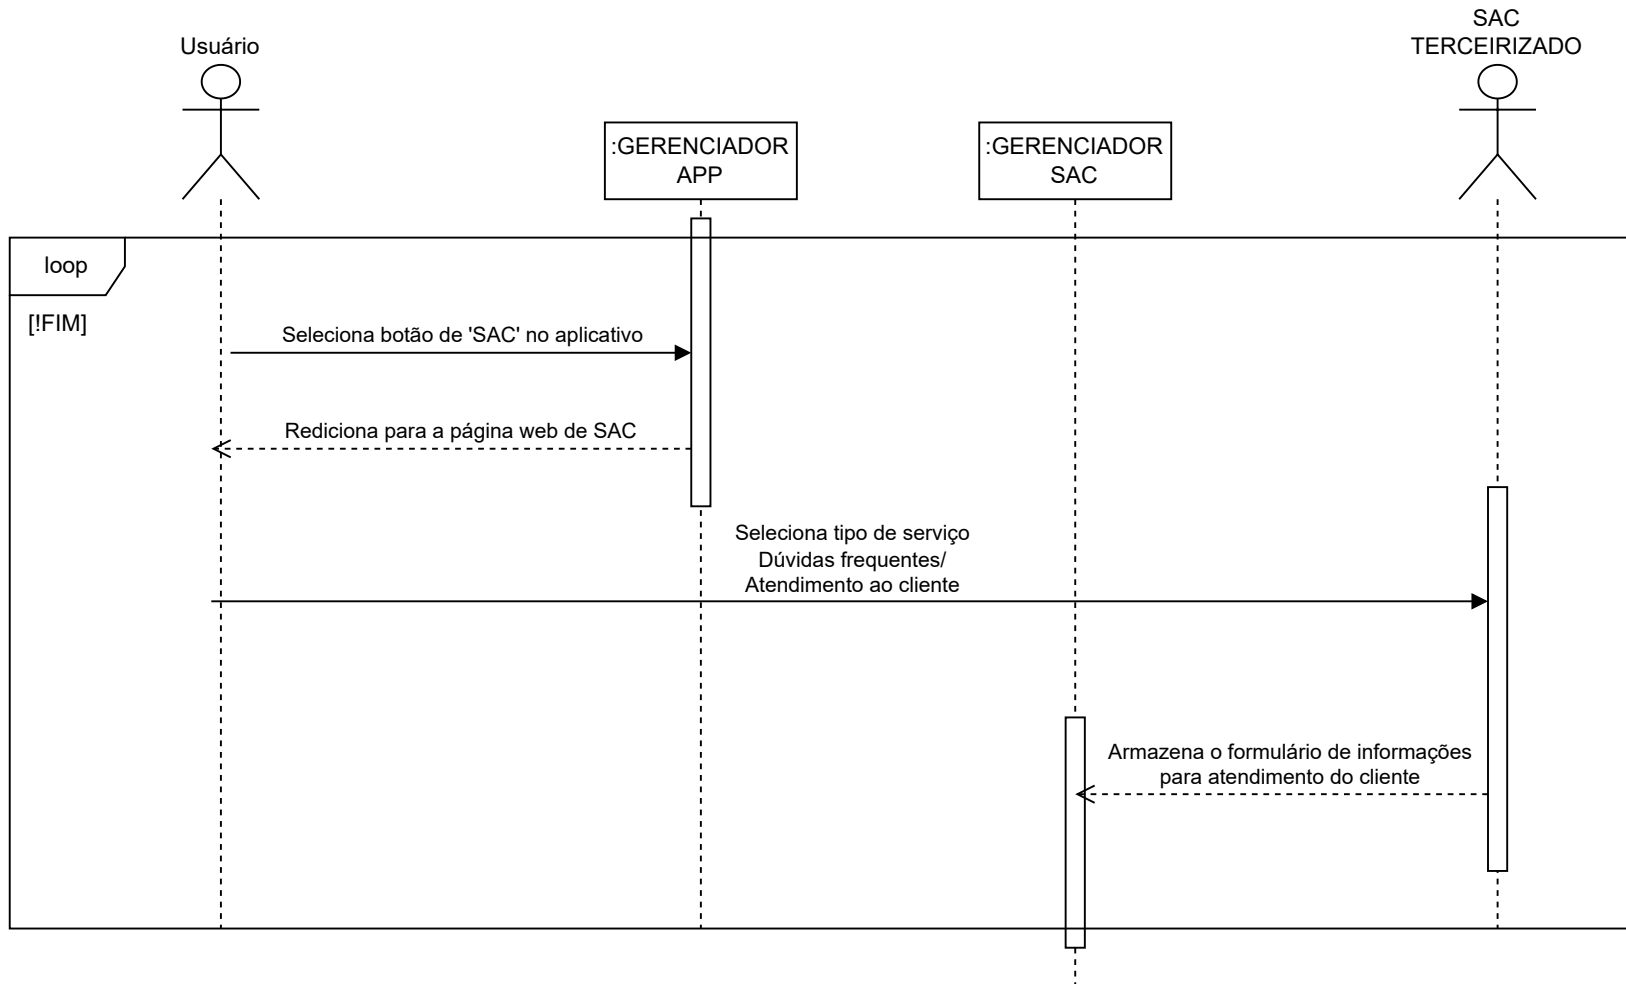 SAC
TERCEIRIZADO
Usuário
:GERENCIADOR
APP
:GERENCIADOR
SAC
loop
[!FIM]
Seleciona botão de 'SAC' no aplicativo
Rediciona para a página web de SAC
Seleciona tipo de serviço
Dúvidas frequentes/
Atendimento ao cliente
Armazena o formulário de informações
para atendimento do cliente